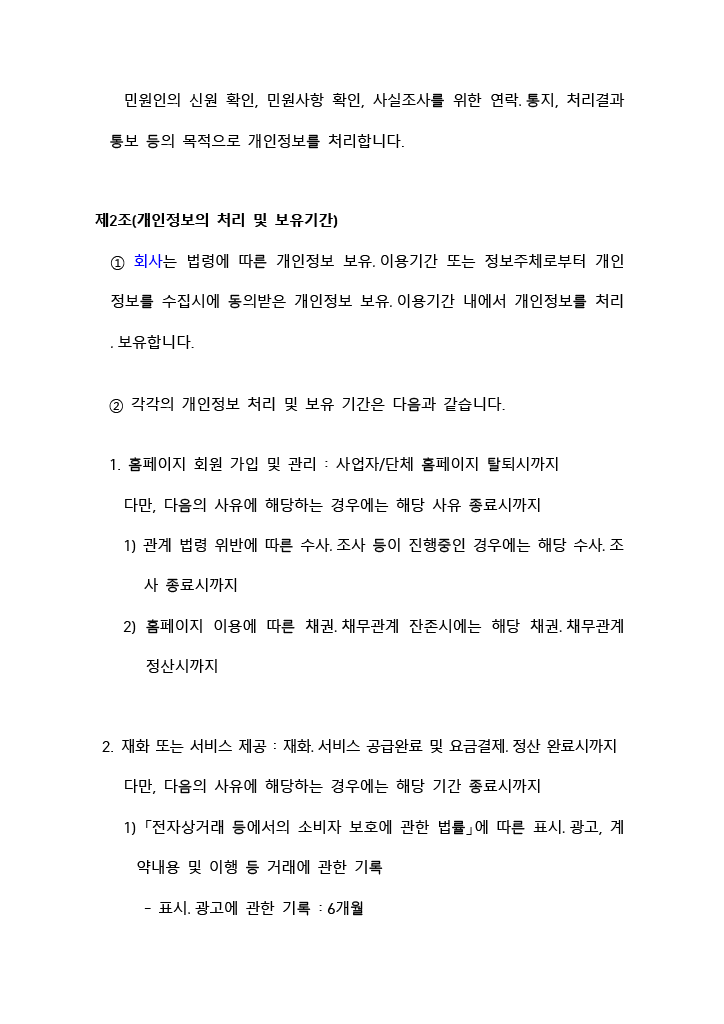 민원인의 신원 확인, 민원사항 확인, 사실조사를 위한 연락․통지, 처리결과
통보 등의 목적으로 개인정보를 처리합니다.
제2조(개인정보의 처리 및 보유기간)
① 회사는 법령에 따른 개인정보 보유․이용기간 또는 정보주체로부터 개인
정보를 수집시에 동의받은 개인정보 보유․이용기간 내에서 개인정보를 처리
․보유합니다.
② 각각의 개인정보 처리 및 보유 기간은 다음과 같습니다.
1. 홈페이지 회원 가입 및 관리 : 사업자/단체 홈페이지 탈퇴시까지
다만, 다음의 사유에 해당하는 경우에는 해당 사유 종료시까지
1) 관계 법령 위반에 따른 수사․조사 등이 진행중인 경우에는 해당 수사․조
사 종료시까지
2) 홈페이지 이용에 따른 채권․채무관계 잔존시에는 해당 채권․채무관계
정산시까지
2. 재화 또는 서비스 제공 : 재화․서비스 공급완료 및 요금결제․정산 완료시까지
다만, 다음의 사유에 해당하는 경우에는 해당 기간 종료시까지
1) 「전자상거래 등에서의 소비자 보호에 관한 법률」에 따른 표시․광고, 계
약내용 및 이행 등 거래에 관한 기록
- 표시․광고에 관한 기록 : 6개월